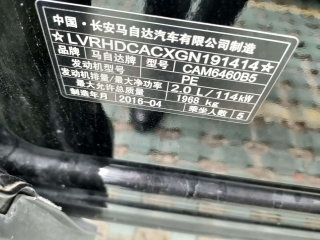 中国·长安马自达汽车有限公司制造
☆LVRHDCACXGN191414☆
品牌 马自达牌 型号 CAM6460B5
发动机型号 PE
发动机排量/最大净功率 2.0 L/114kW
最大允许总质量 1968 kg
制造年月 2016-04 乘坐人数 5